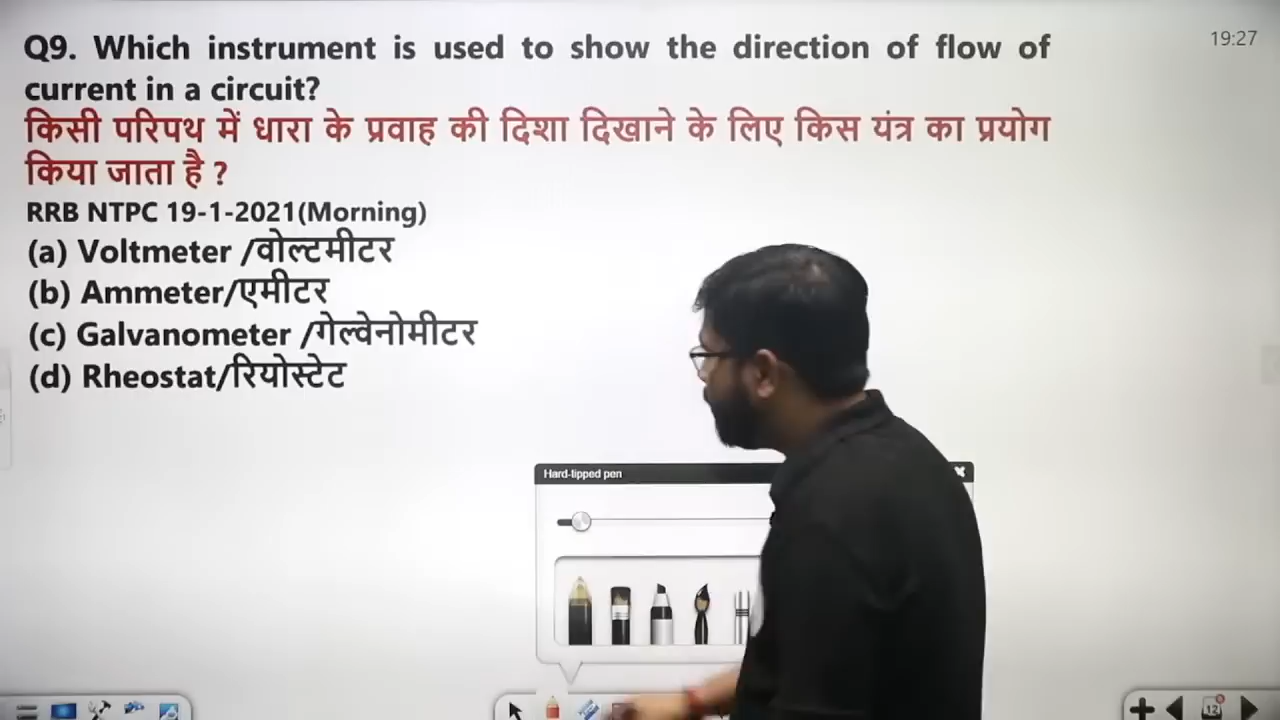 Q9. Which instrument is used to show the direction of flow of
19:27
current in a circuit?
किसी परिपथ में धारा के प्रवाह की दिशा दिखाने के लिए किस यंत्र का प्रयोग
किया जाता है ?
RRB NTPC 19-1-2021(Morning)
(a) Voltmeter /वोल्टमीटर
(b) Ammeter/एमीटर
(c) Galvanometer /गेल्वेनोमीटर
(d) Rheostat/रियोस्टेट
Hard-tipped pen
12